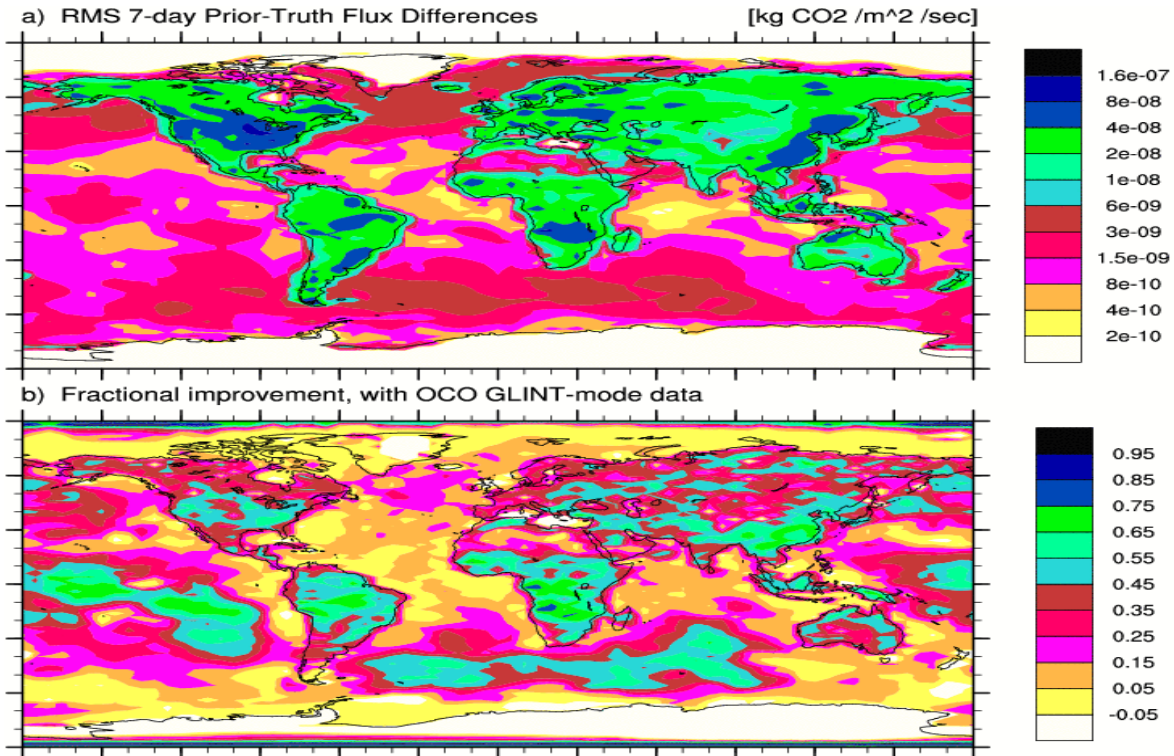 a) RMS 7-day Prior-Truth Flux Differences [kg CO2 /m^2 /sec]
1.6e-07
8e-08
4e-08
2e-08
1e-08
6e-09
3e-09
1.5e-09
8e-10
4e-10
2e-10
b) Fractional improvement, with OCO GLINT-mode data
0.95
0.85
0.75
0.65
0.55
0.45
0.35
0.25
0.15
0.05
-0.05